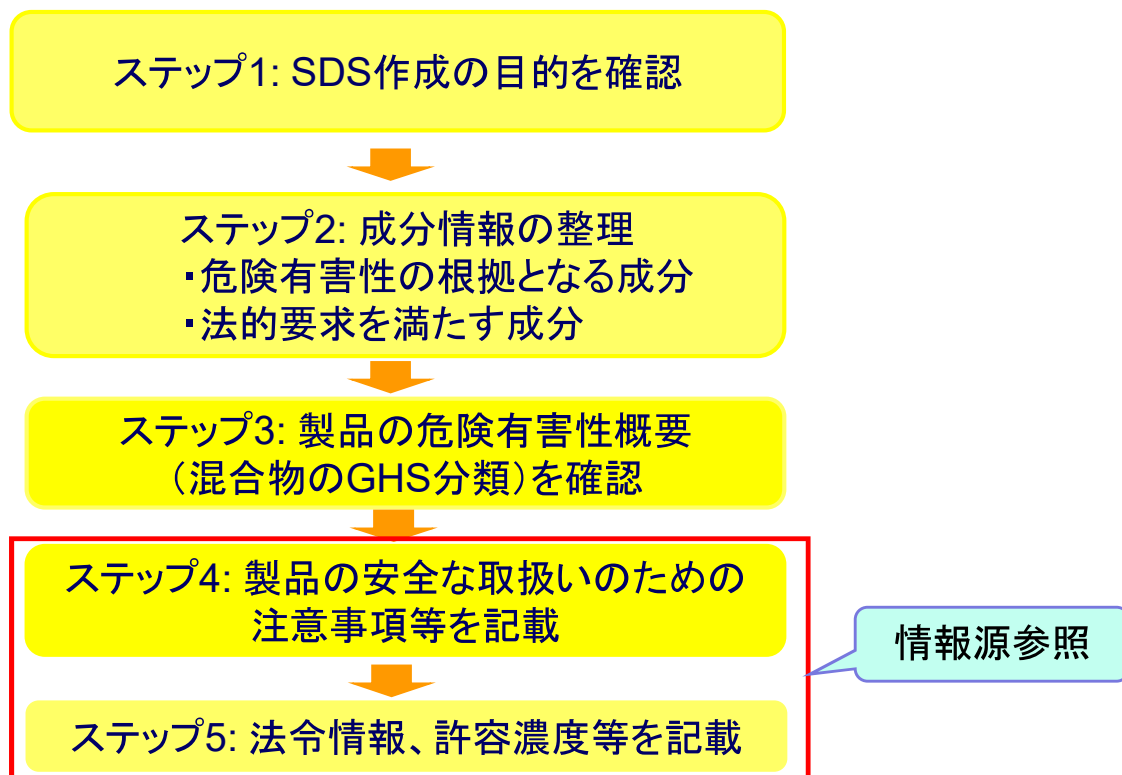 ステップ1: SDS作成の目的を確認
ステップ2: 成分情報の整理
・危険有害性の根拠となる成分
・法的要求を満たす成分
ステップ3: 製品の危険有害性概要
（混合物のGHS分類）を確認
ステップ4: 製品の安全な取扱いのための
注意事項等を記載
情報源参照
ステップ5: 法令情報、許容濃度等を記載